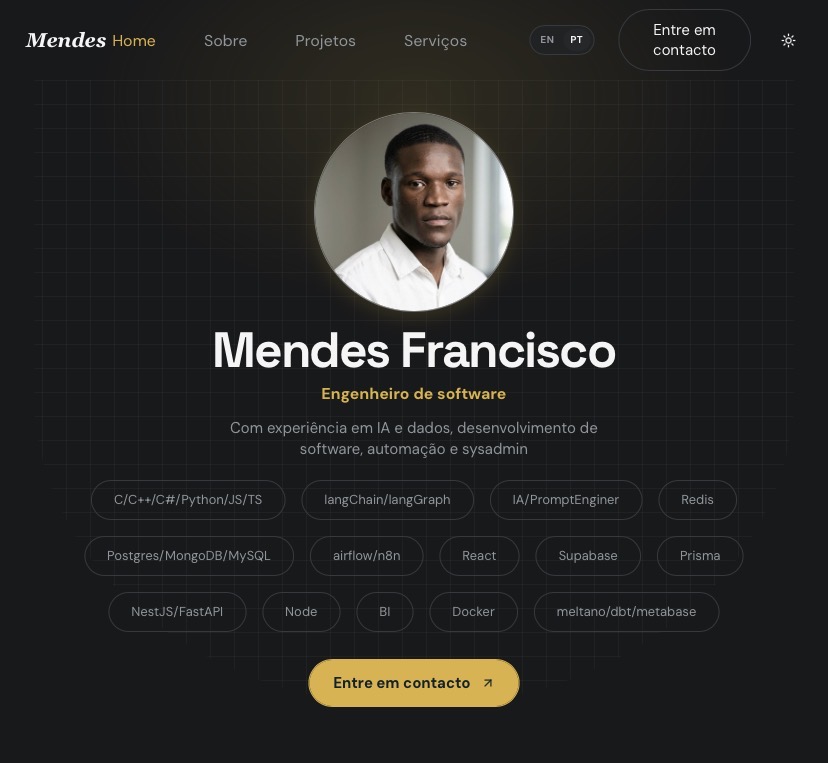 Mendes Home Sobre Projetos Serviços EN PT Entre em
contacto
Mendes Francisco
Engenheiro de software
Com experiência em IA e dados, desenvolvimento de
software, automação e sysadmin
C/C++/C#/Python/JS/TS langChain/langGraph IA/PromptEnginer Redis
Postgres/MongoDB/MySQL airflow/n8n React Supabase Prisma
NestJS/FastAPI Node BI Docker meltano/dbt/metabase
Entre em contacto